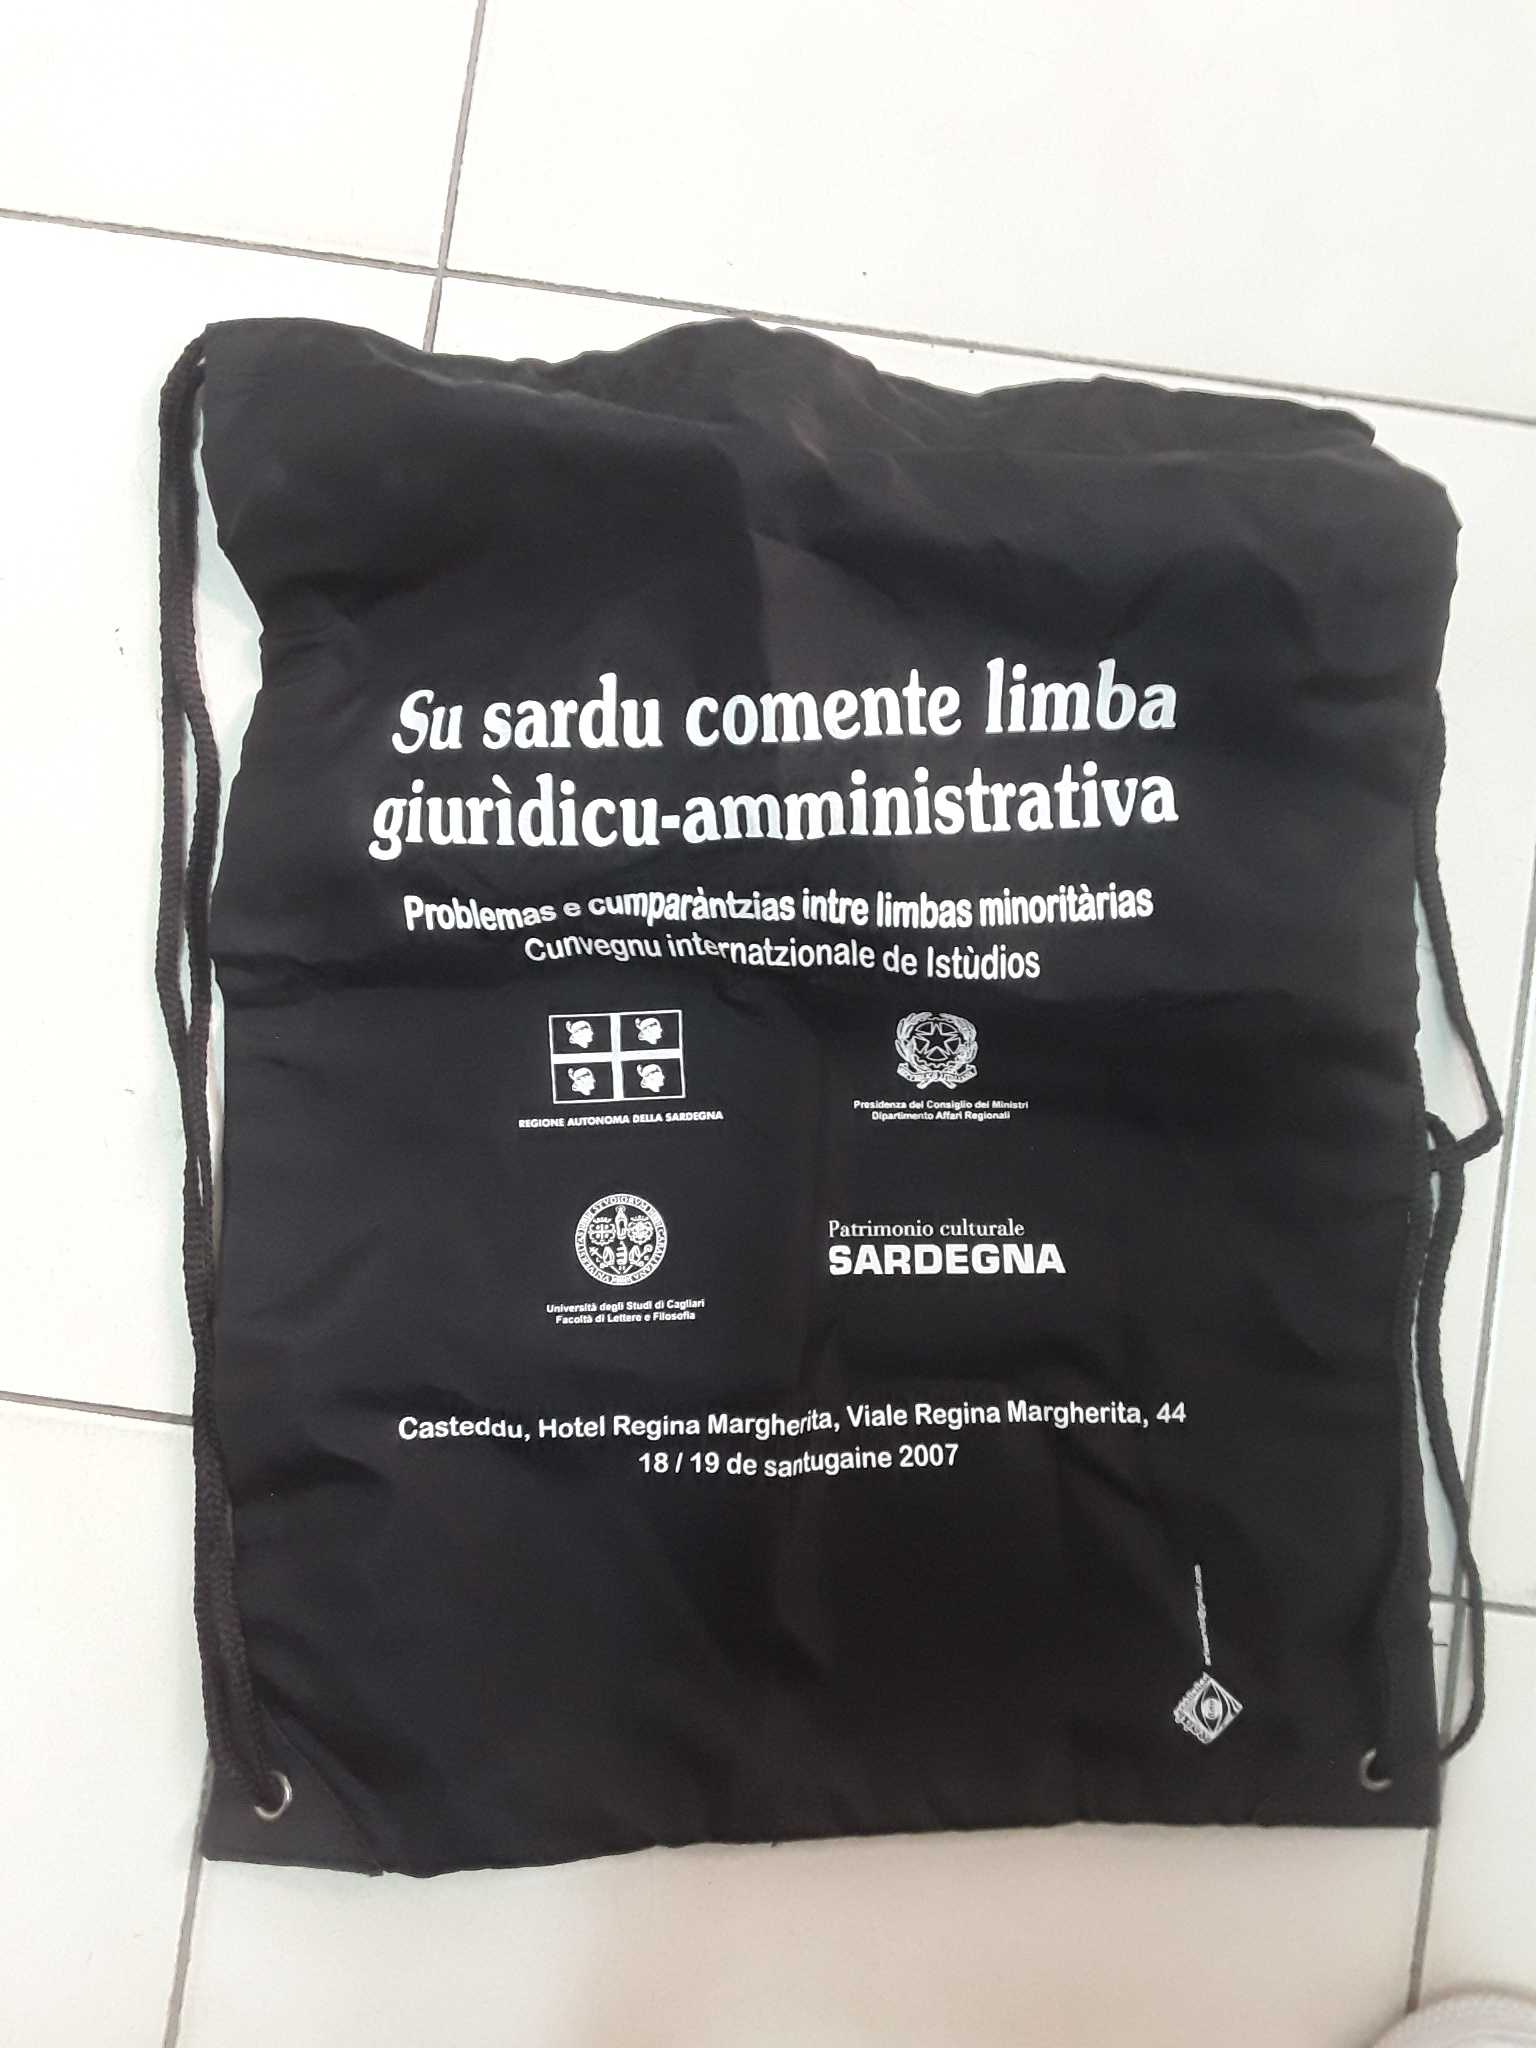 Su sardu comente limba
giurìdicu-amministrativa
Problemas e cumparàntzias intre limbas minoritàrias
Cunvegnu internatzionale de Istùdios
REGIONE AUTONOMA DELLA SARDEGNA
Presidenza del Consiglio dei Ministri
Dipartimento Affari Regionali
Università degli Studi di Cagliari
Facoltà di Lettere e Filosofia
Patrimonio culturale
SARDEGNA
Casteddu, Hotel Regina Margherita, Viale Regina Margherita, 44
18 / 19 de santugaine 2007